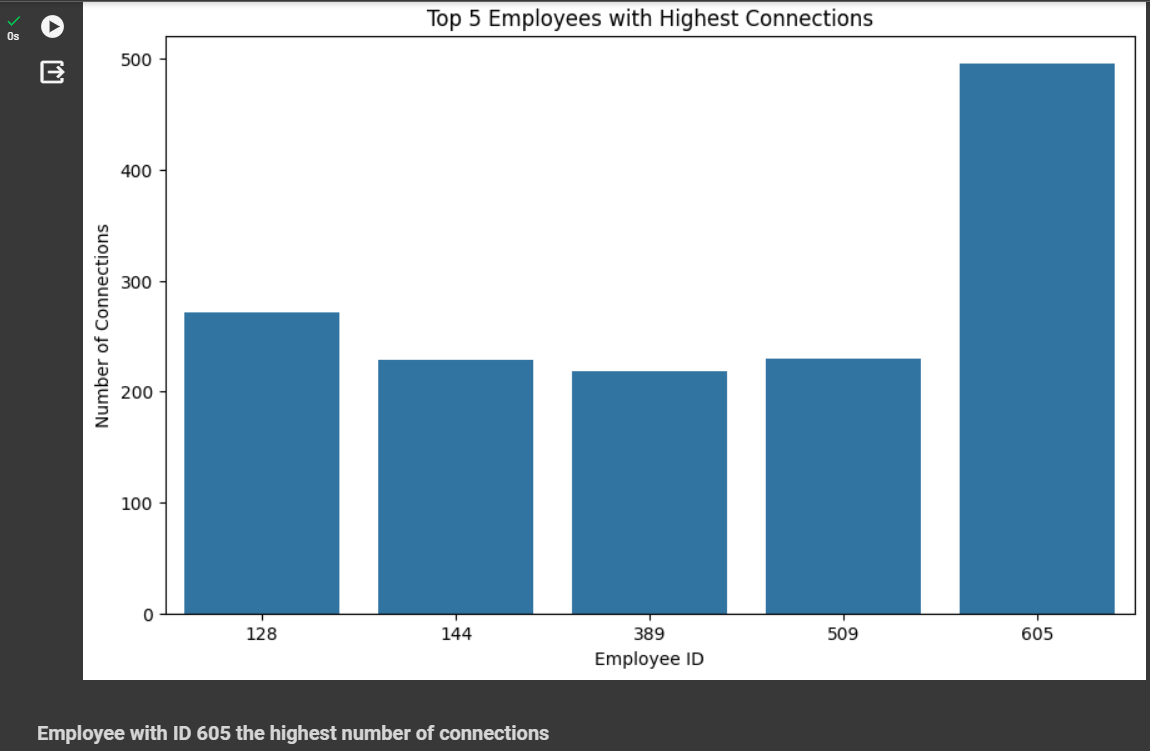 Top 5 Employees with Highest Connections
0s
500
400
300
200
100
0
Number of Connections
128 144 389 509 605
Employee ID
Employee with ID 605 the highest number of connections